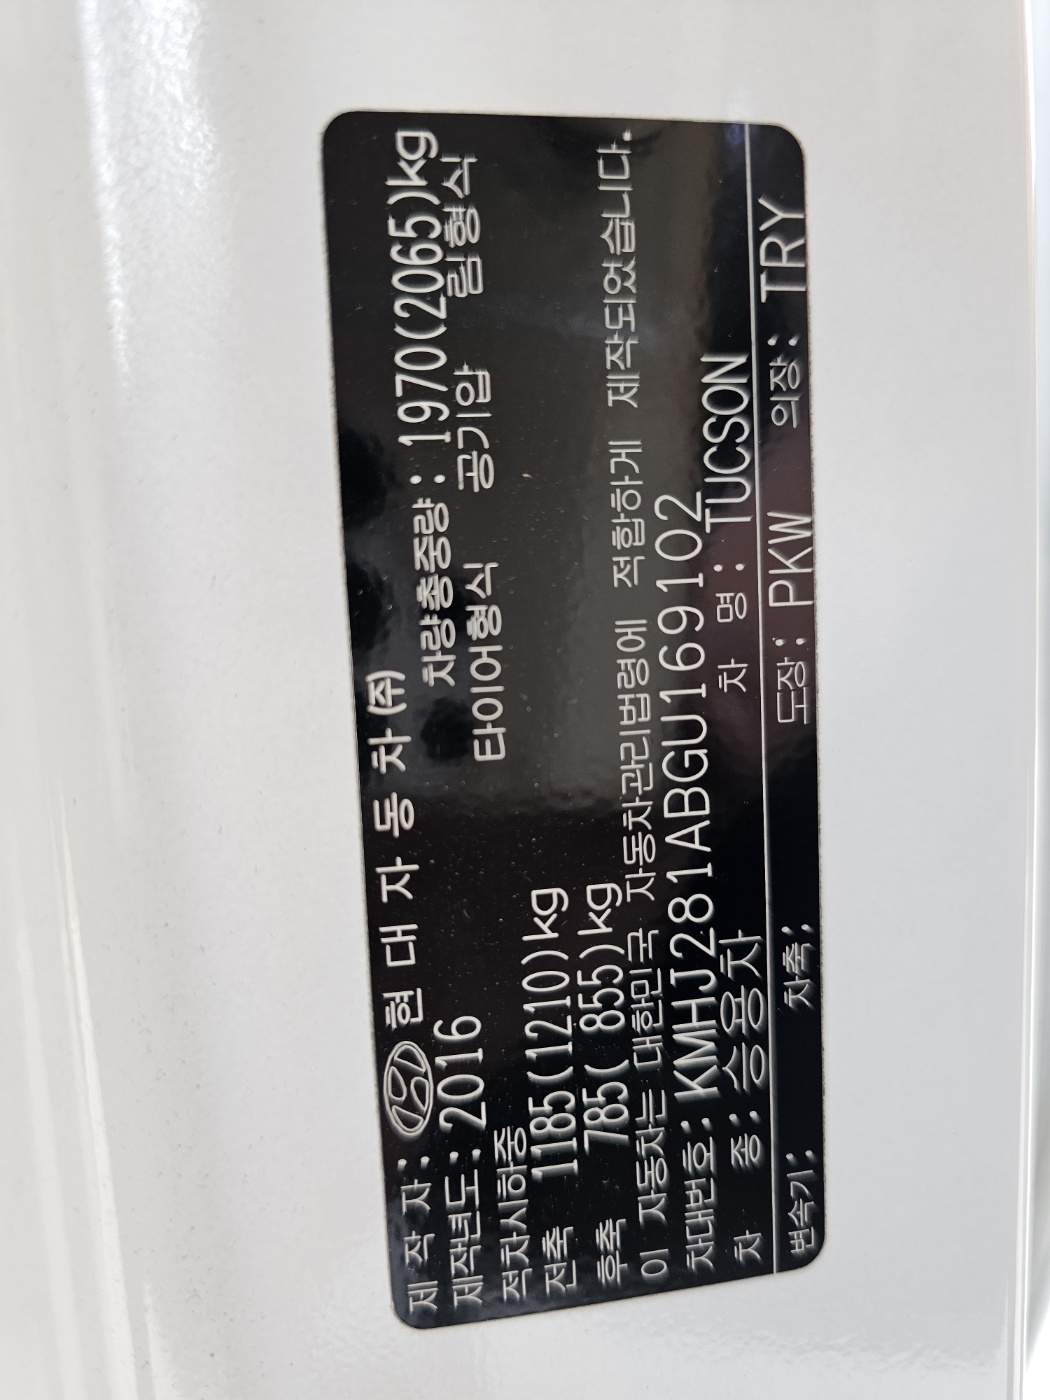 제 작 자: 현 대 자 동 차 ㈜
제작년도: 2016 차량총중량: 1970(2065)kg
적차시하중 타이어형식 공기압 림형식
전축 1185(1210)kg
후축 785( 855)kg
이 자동차는 대한민국 자동차관리법령에 적합하게 제작되었습니다.
차대번호: KMHJ281ABGU169102
차 종: 승용차 차 명: TUCSON
변속기: 차축: 도장: PKW 의장: TRY